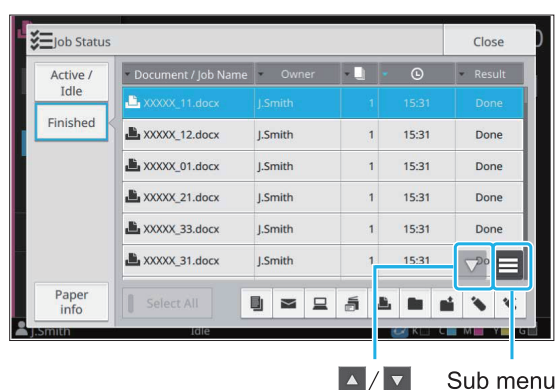 Job Status
Close
Active /
Idle
Document / Job Name
Owner
Result
XXXXX_11.docx J.Smith 1 15:31 Done
Finished
XXXXX_12.docx J.Smith 1 15:31 Done
XXXXX_01.docx J.Smith 1 15:31 Done
XXXXX_21.docx J.Smith 1 15:31 Done
XXXXX_33.docx J.Smith 1 15:31 Done
XXXXX_31.docx J.Smith 1 15:31
Paper
info
Select All
J.Smith Idle K C M Y G
/
Sub menu